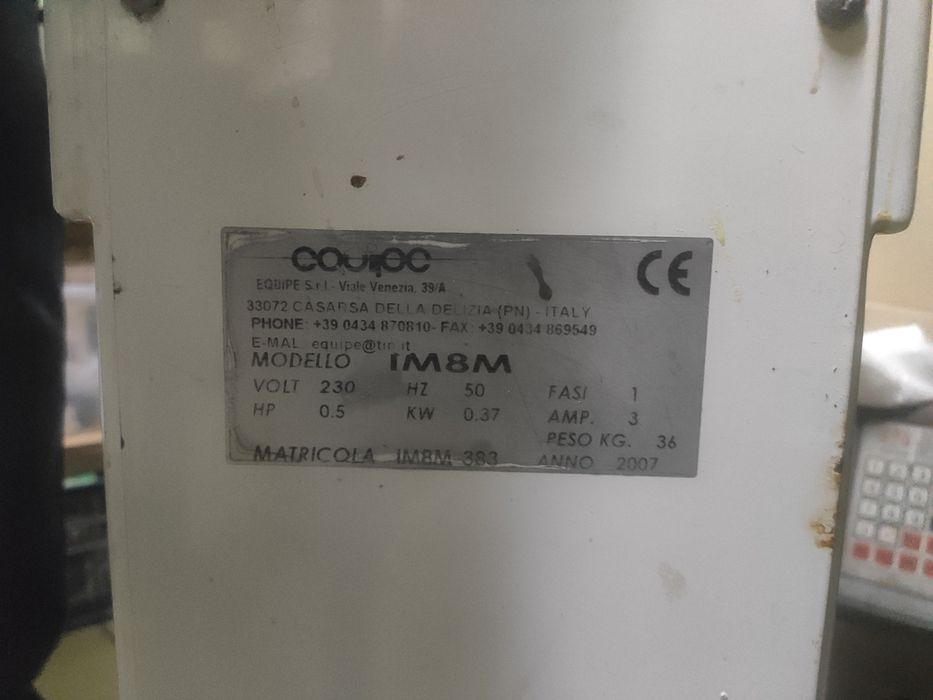 equipe
CE
EQUIPE S.r.l.- Viale Venezia, 39/A
33072 CASARSA DELLA DELIZIA (PN) - ITALY
PHONE: +39 0434 870810- FAX: +39 0434 869549
E-MAL equipe@tin.it
MODELLO IM8M
VOLT 230 HZ 50 FASI 1
HP 0.5 KW 0.37 AMP. 3
PESO KG. 36
MATRICOLA IM8M 383 ANNO 2007